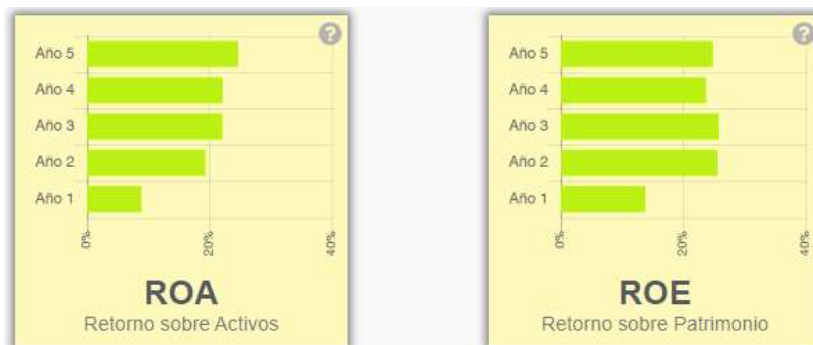 ?
Año 5
Año 4
Año 3
Año 2
Año 1
0%
20%
40%
ROA
Retorno sobre Activos
?
Año 5
Año 4
Año 3
Año 2
Año 1
0%
20%
40%
ROE
Retorno sobre Patrimonio